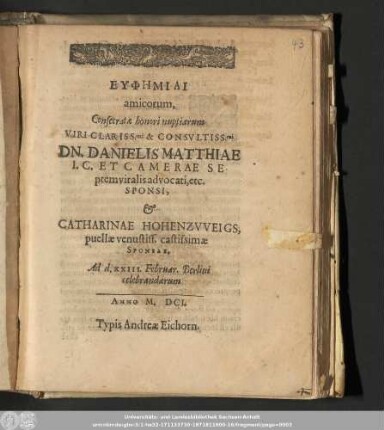 43
ΕΥΦΗΜΙΑΙ
amicorum,
Consecratæ honori nuptiarum
VIRI CLARISS.mi & CONSVLTISS.mi
DN. DANIELIS MATTHIAE
I. C. ET CAMERAE SE
ptemviralis advocati, etc.
SPONSI,
&
CATHARINAE HOHENZVVEIGS,
puellæ venustiss. castissimæ
SPONSAE,
Ad d. XXIII. Februar. Berlini
celebrandarum
ANNO M. DCI.
Typis Andreæ Eichorn.
Universitäts- und Landesbibliothek Sachsen-Anhalt